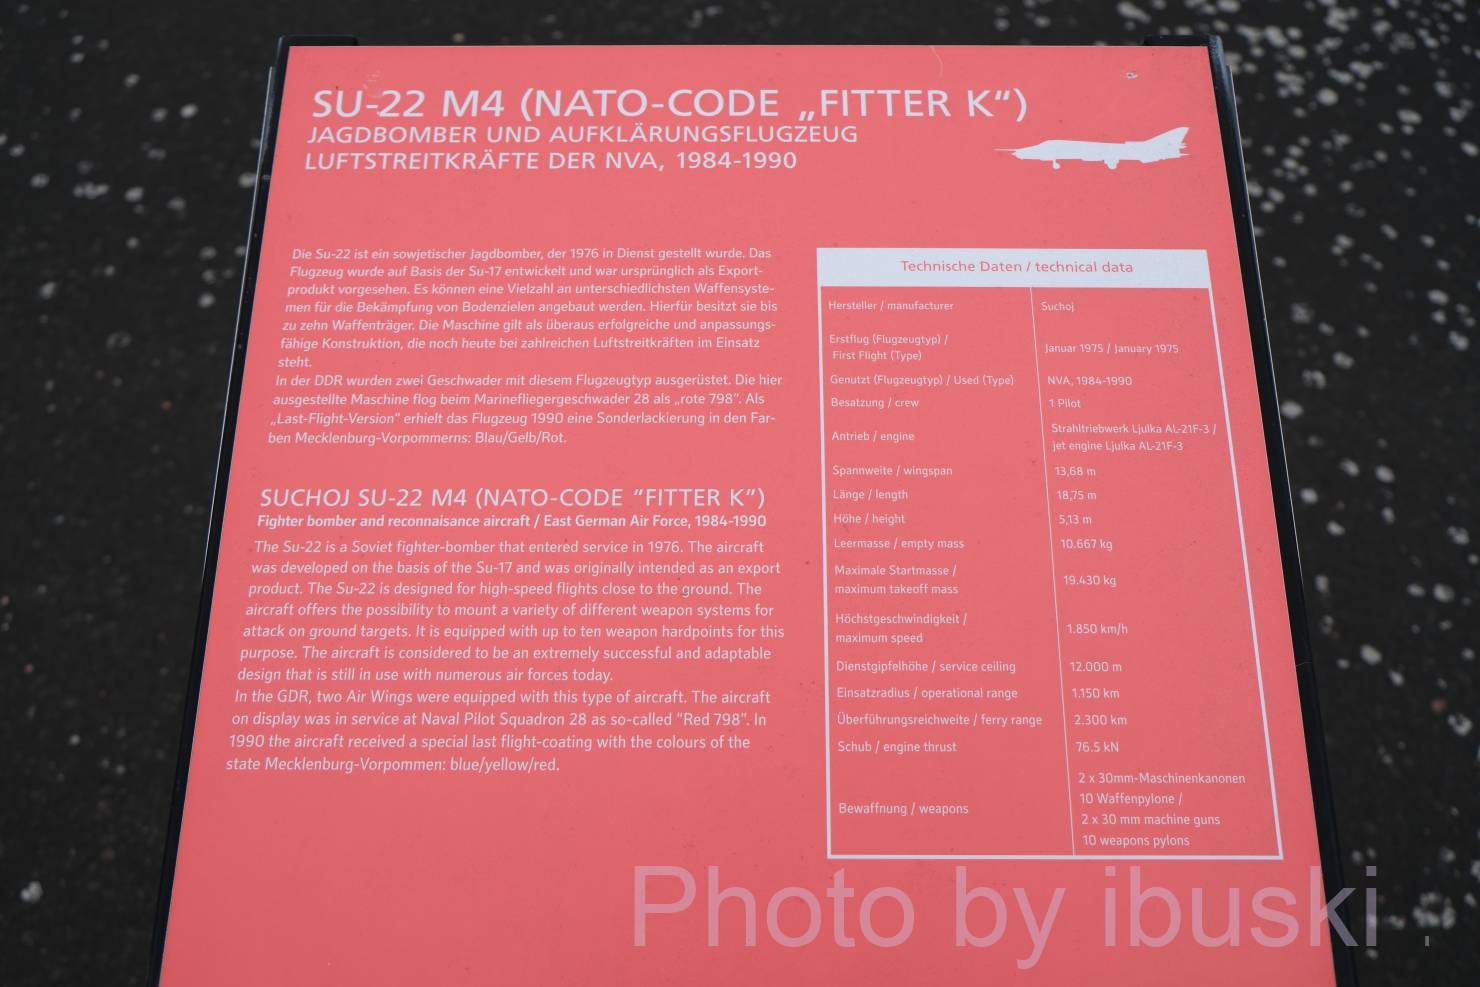 SU-22 M4 (NATO-CODE „FITTER K“)
JAGDBOMBER UND AUFKLÄRUNGSFLUGZEUG
LUFTSTREITKRÄFTE DER NVA, 1984-1990
Die Su-22 ist ein sowjetischer Jagdbomber, der 1976 in Dienst gestellt wurde. Das
Flugzeug wurde auf Basis der Su-17 entwickelt und war ursprünglich als Export-
produkt vorgesehen. Es können eine Vielzahl an unterschiedlichsten Waffensyste-
men für die Bekämpfung von Bodenzielen angebaut werden. Hierfür besitzt sie bis
zu zehn Waffenträger. Die Maschine gilt als überaus erfolgreiche und anpassungs-
fähige Konstruktion, die noch heute bei zahlreichen Luftstreitkräften im Einsatz
steht.
In der DDR wurden zwei Geschwader mit diesem Flugzeugtyp ausgerüstet. Die hier
ausgestellte Maschine flog beim Marinefliegergeschwader 28 als „rote 798“. Als
„Last-Flight-Version“ erhielt das Flugzeug 1990 eine Sonderlackierung in den Far-
ben Mecklenburg-Vorpommerns: Blau/Gelb/Rot.
SUCHOJ SU-22 M4 (NATO-CODE “FITTER K”)
Fighter bomber and reconnaisance aircraft / East German Air Force, 1984-1990
The Su-22 is a Soviet fighter-bomber that entered service in 1976. The aircraft
was developed on the basis of the Su-17 and was originally intended as an export
product. The Su-22 is designed for high-speed flights close to the ground. The
aircraft offers the possibility to mount a variety of different weapon systems for
attack on ground targets. It is equipped with up to ten weapon hardpoints for this
purpose. The aircraft is considered to be an extremely successful and adaptable
design that is still in use with numerous air forces today.
In the GDR, two Air Wings were equipped with this type of aircraft. The aircraft
on display was in service at Naval Pilot Squadron 28 as so-called “Red 798”. In
1990 the aircraft received a special last flight-coating with the colours of the
state Mecklenburg-Vorpommen: blue/yellow/red.
Technische Daten / technical data
Hersteller / manufacturer Suchoj
Erstflug (Flugzeugtyp) /
First Flight (Type) Januar 1975 / January 1975
Genutzt (Flugzeugtyp) / Used (Type) NVA, 1984-1990
Besatzung / crew 1 Pilot
Antrieb / engine Strahltriebwerk Ljulka AL-21F-3 /
jet engine Ljulka AL-21F-3
Spannweite / wingspan 13,68 m
Länge / length 18,75 m
Höhe / height 5,13 m
Leermasse / empty mass 10.667 kg
Maximale Startmasse /
maximum takeoff mass 19.430 kg
Höchstgeschwindigkeit /
maximum speed 1.850 km/h
Dienstgipfelhöhe / service ceiling 12.000 m
Einsatzradius / operational range 1.150 km
Überführungsreichweite / ferry range 2.300 km
Schub / engine thrust 76.5 kN
Bewaffnung / weapons 2 x 30mm-Maschinenkanonen
10 Waffenpylone /
2 x 30 mm machine guns
10 weapons pylons
Photo by ibuski .